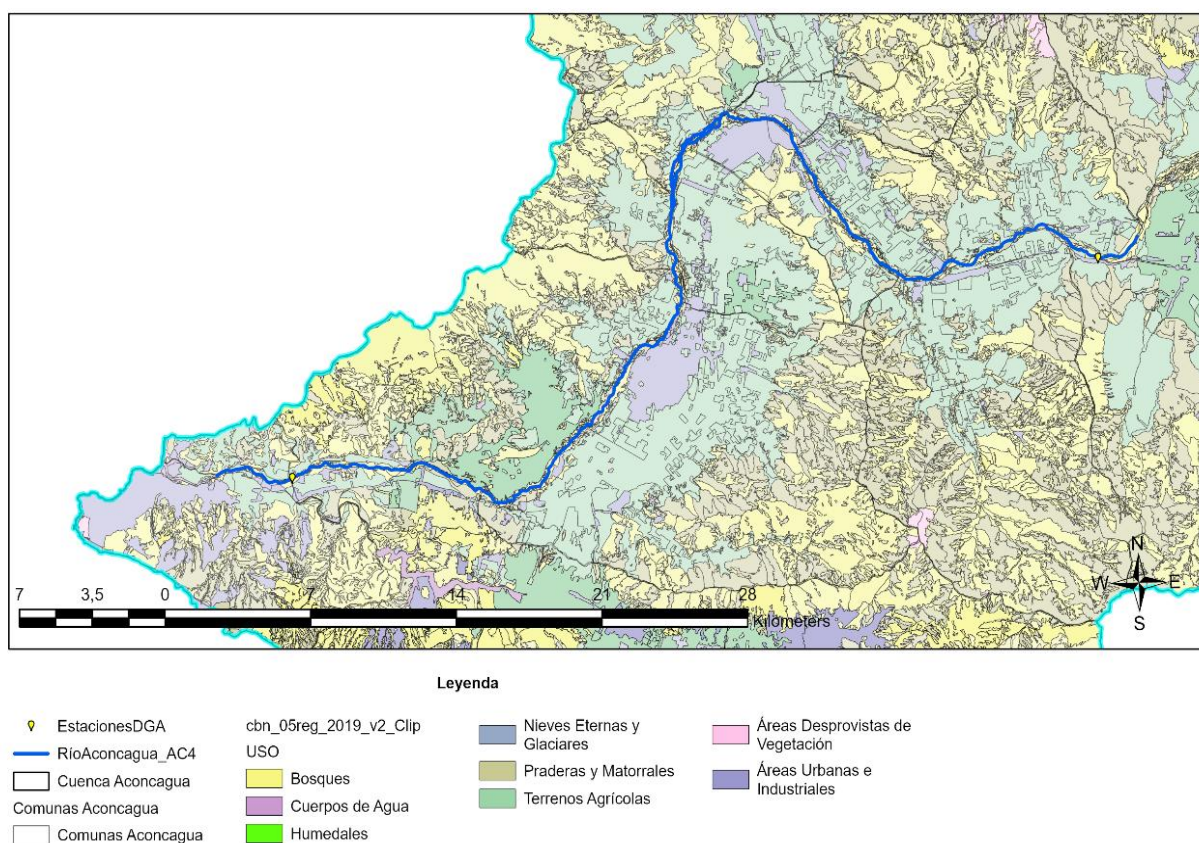 N
W E
S
7 3,5 0 7 14 21 28
Kilometers
Leyenda
EstacionesDGA
RíoAconcagua_AC4
Cuenca Aconcagua
Comunas Aconcagua
Comunas Aconcagua
cbn_05reg_2019_v2_Clip
USO
Bosques
Cuerpos de Agua
Humedales
Nieves Eternas y
Glaciares
Praderas y Matorrales
Terrenos Agrícolas
Áreas Desprovistas de
Vegetación
Áreas Urbanas e
Industriales